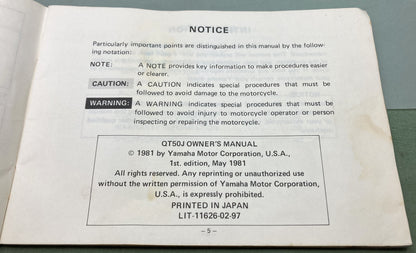 NOTICE
Particularly important points are distinguished in this manual by the follow-
ing notation:
NOTE: A NOTE provides key information to make procedures easier
or clearer.
CAUTION: A CAUTION indicates special procedures that must be
followed to avoid damage to the motorcycle.
WARNING: A WARNING indicates special procedures that must be
followed to avoid injury to motorcycle operator or person
inspecting or repairing the motorcycle.
QT50J OWNER'S MANUAL
© 1981 by Yamaha Motor Corporation, U.S.A.,
1st. edition, May 1981
All rights reserved. Any reprinting or unauthorized use
without the written permission of Yamaha Motor Corporation,
U.S.A., is expressly prohibited.
PRINTED IN JAPAN
LIT-11626-02-97
– 5 –